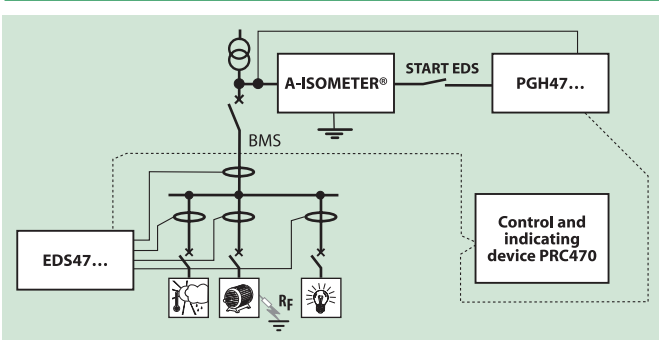 A-ISOMETER®
START EDS
PGH47...
BMS
EDS47...
Control and
indicating
device PRC470
RF